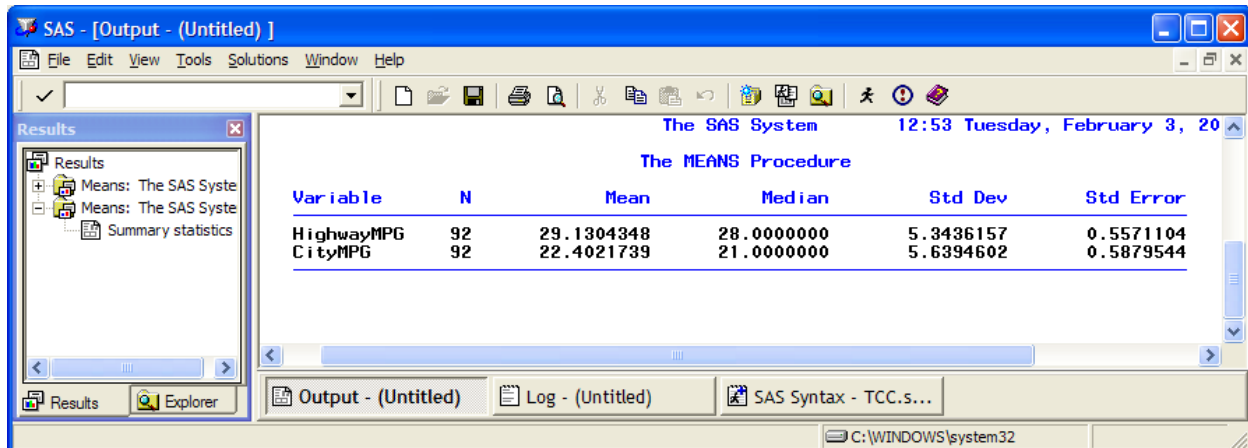 SAS - [Output - (Untitled) ]
File Edit View Tools Solutions Window Help
Results
Results
Means: The SAS Syste
Means: The SAS Syste
Summary statistics
The SAS System 12:53 Tuesday, February 3, 20
The MEANS Procedure
Variable N Mean Median Std Dev Std Error
HighwayMPG 92 29.1304348 28.0000000 5.3436157 0.5571104
CityMPG 92 22.4021739 21.0000000 5.6394602 0.5879544
Results Explorer
Output - (Untitled) Log - (Untitled) SAS Syntax - TCC.s...
C:\WINDOWS\system32